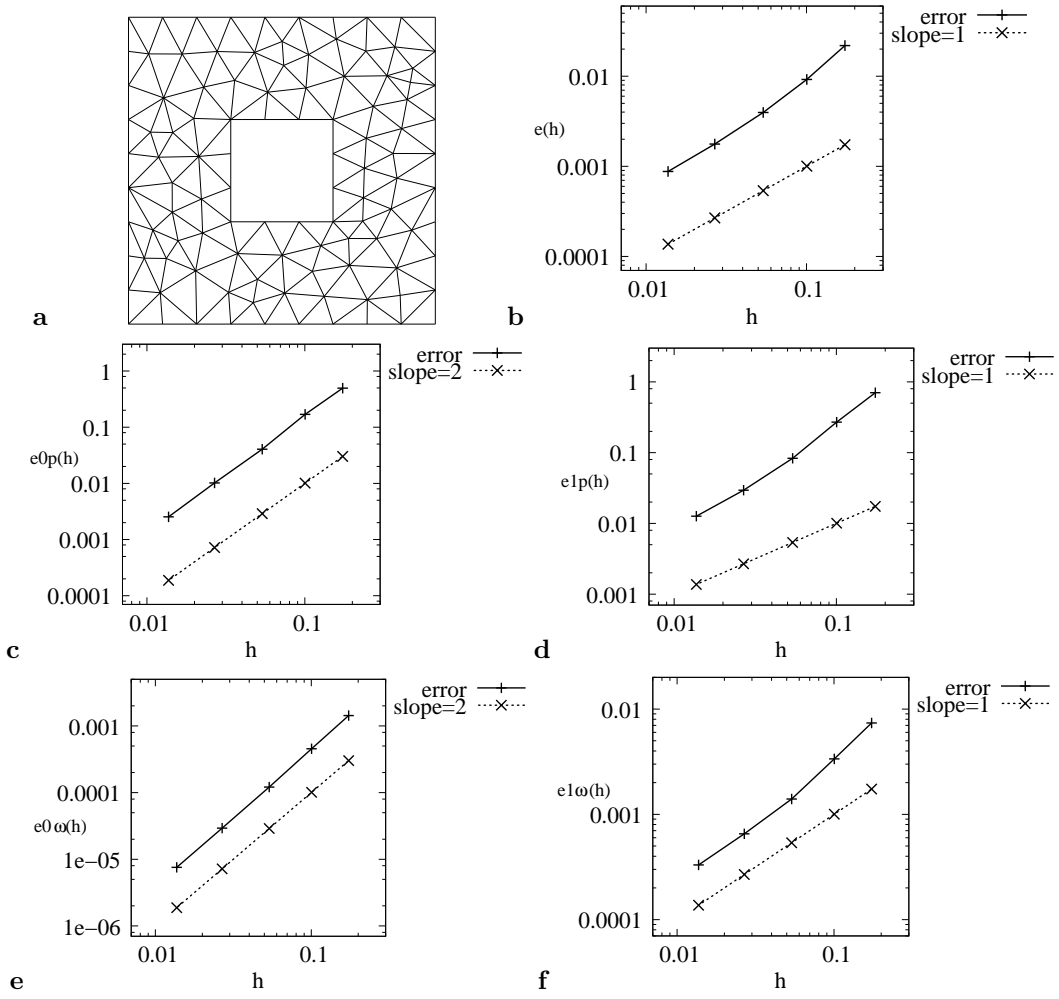 a
error
slope=1
0.01
0.001
0.0001
e(h)
0.01
0.1
h
b
error
slope=2
1
0.1
0.01
0.001
0.0001
e0p(h)
0.01
0.1
h
c
error
slope=1
1
0.1
0.01
0.001
e1p(h)
0.01
0.1
h
d
error
slope=2
0.001
0.0001
1e−05
1e−06
e0ω(h)
0.01
0.1
h
e
error
slope=1
0.01
0.001
0.0001
e1ω(h)
0.01
0.1
h
f